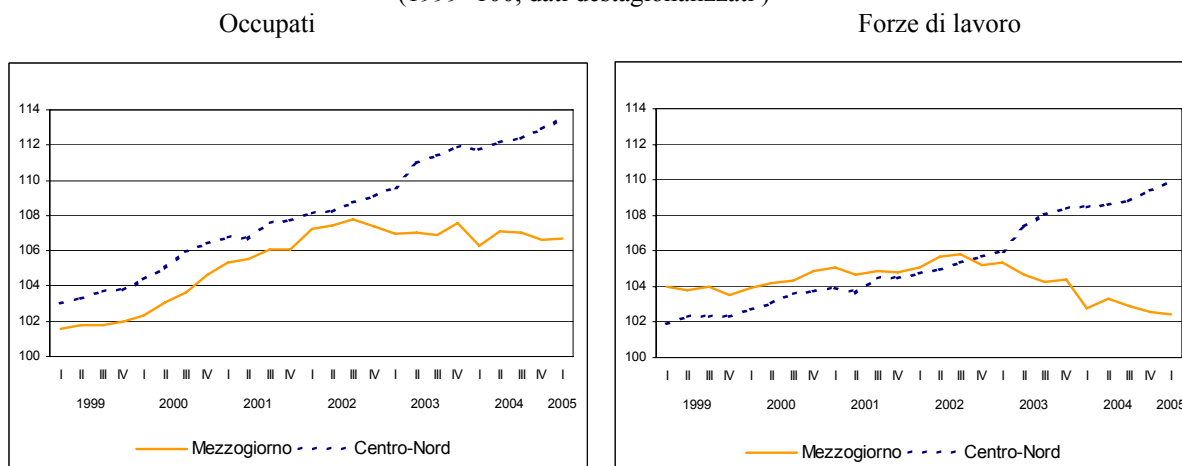 (1999=100; dati destagionalizzati )
Occupati
114
112
110
108
106
104
102
100
I II III IV I II III IV I II III IV I II III IV I II III IV I II III IV I
1999 2000 2001 2002 2003 2004 2005
Mezzogiorno Centro-Nord
Forze di lavoro
114
112
110
108
106
104
102
100
I II III IV I II III IV I II III IV I II III IV I II III IV I II III IV I
1999 2000 2001 2002 2003 2004 2005
Mezzogiorno Centro-Nord